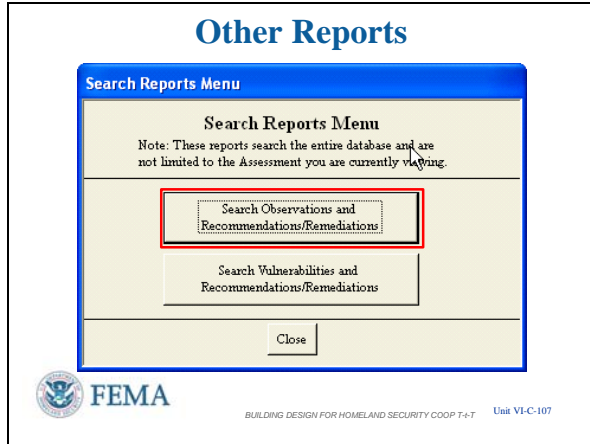 Other Reports
Search Reports Menu
Search Reports Menu
Note: These reports search the entire database and are
not limited to the Assessment you are currently viewing.
Search Observations and
Recommendations/Remediations
Search Vulnerabilities and
Recommendations/Remediations
Close
FEMA
BUILDING DESIGN FOR HOMELAND SECURITY COOP T-t-T
Unit VI-C-107